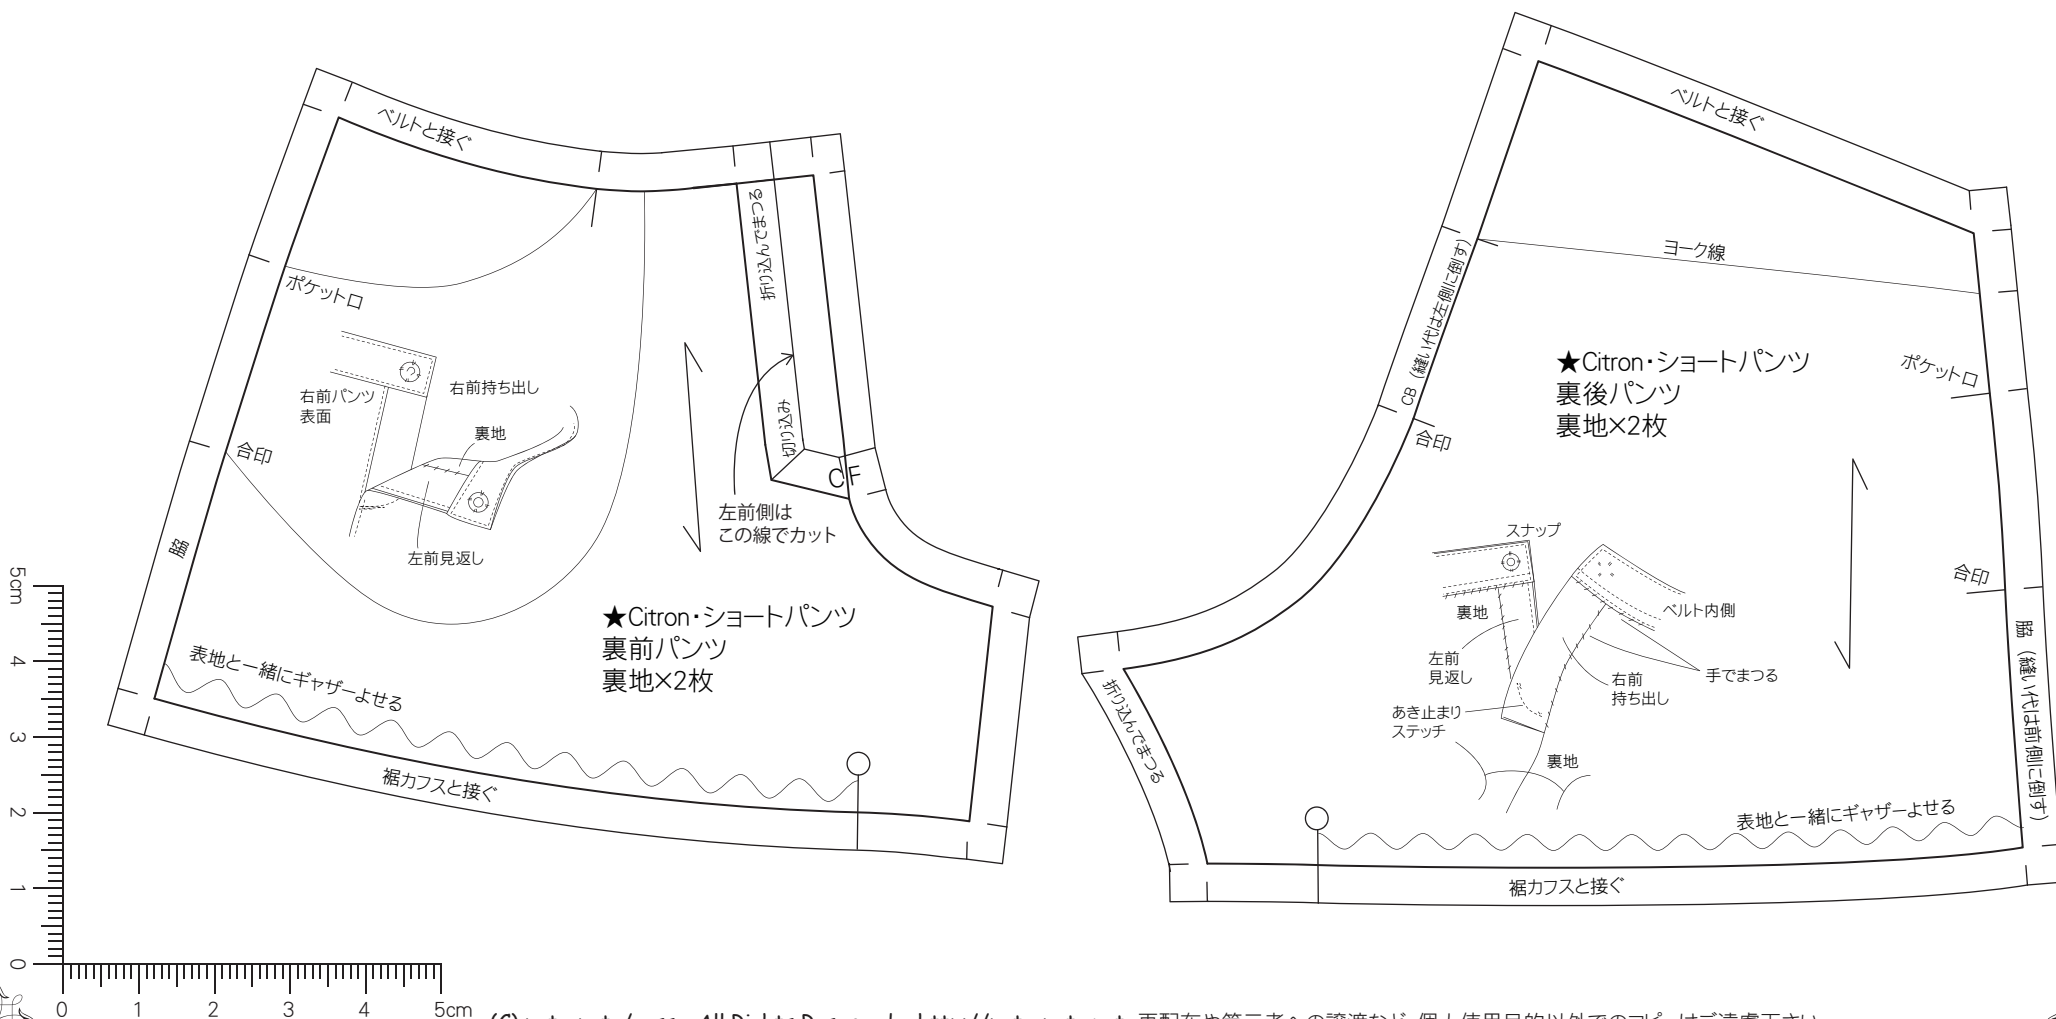 ベルトと接ぐ
ポケット口
右前パンツ
表面
右前持ち出し
裏地
左前見返し
合印
脇
折り込んでまつる
切り込み
CF
左前側は
この線でカット
★Citron・ショートパンツ
裏前パンツ
裏地×2枚
表地と一緒にギャザーよせる
裾カフスと接ぐ
5cm
4
3
2
1
0
0
1
2
3
4
5cm
ベルトと接ぐ
ヨーク線
CB（縫い代は左側に倒す）
合印
★Citron・ショートパンツ
裏後パンツ
裏地×2枚
ポケット口
合印
脇（縫い代は前側に倒す）
スナップ
裏地
ベルト内側
左前
見返し
右前
持ち出し
手でまつる
あき止まり
ステッチ
裏地
折り込んでまつる
表地と一緒にギャザーよせる
裾カフスと接ぐ